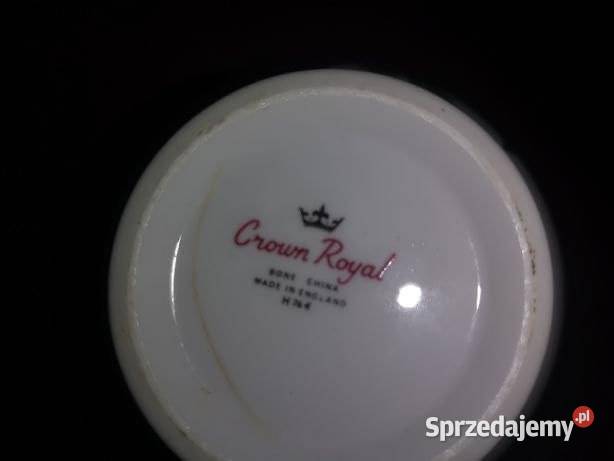 Crown Royal
BONE CHINA
MADE IN ENGLAND
Sprzedajemy.pl